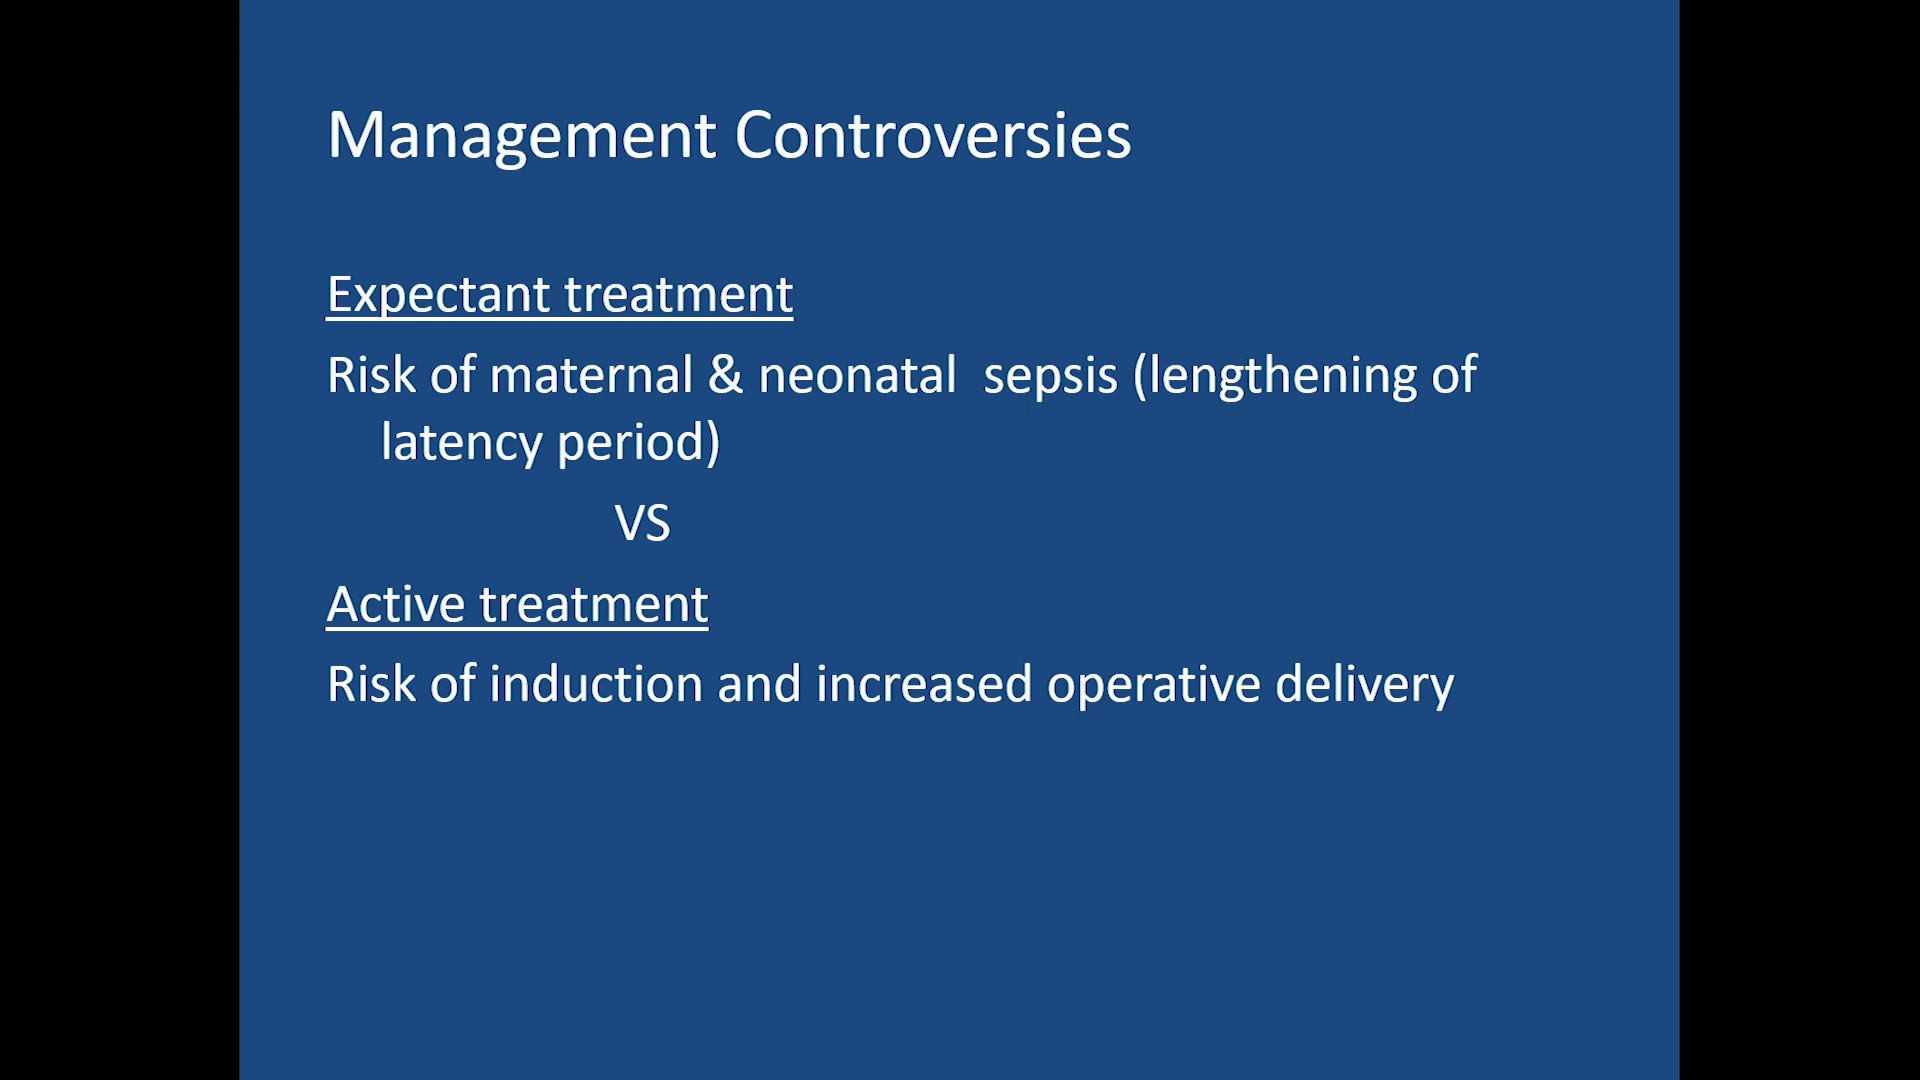 Management Controversies
Expectant treatment
Risk of maternal & neonatal  sepsis (lengthening of
latency period)
VS
Active treatment
Risk of induction and increased operative delivery